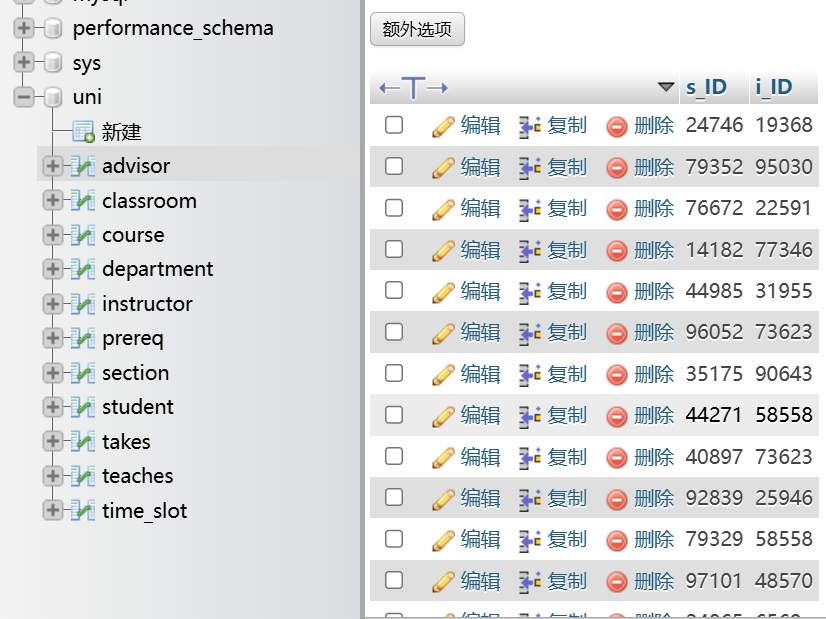 performance_schema
sys
uni
新建
advisor
classroom
course
department
instructor
prereq
section
student
takes
teaches
time_slot
额外选项
s_ID i_ID
编辑 复制 删除 24746 19368
编辑 复制 删除 79352 95030
编辑 复制 删除 76672 22591
编辑 复制 删除 14182 77346
编辑 复制 删除 44985 31955
编辑 复制 删除 96052 73623
编辑 复制 删除 35175 90643
编辑 复制 删除 44271 58558
编辑 复制 删除 40897 73623
编辑 复制 删除 92839 25946
编辑 复制 删除 79329 58558
编辑 复制 删除 97101 48570